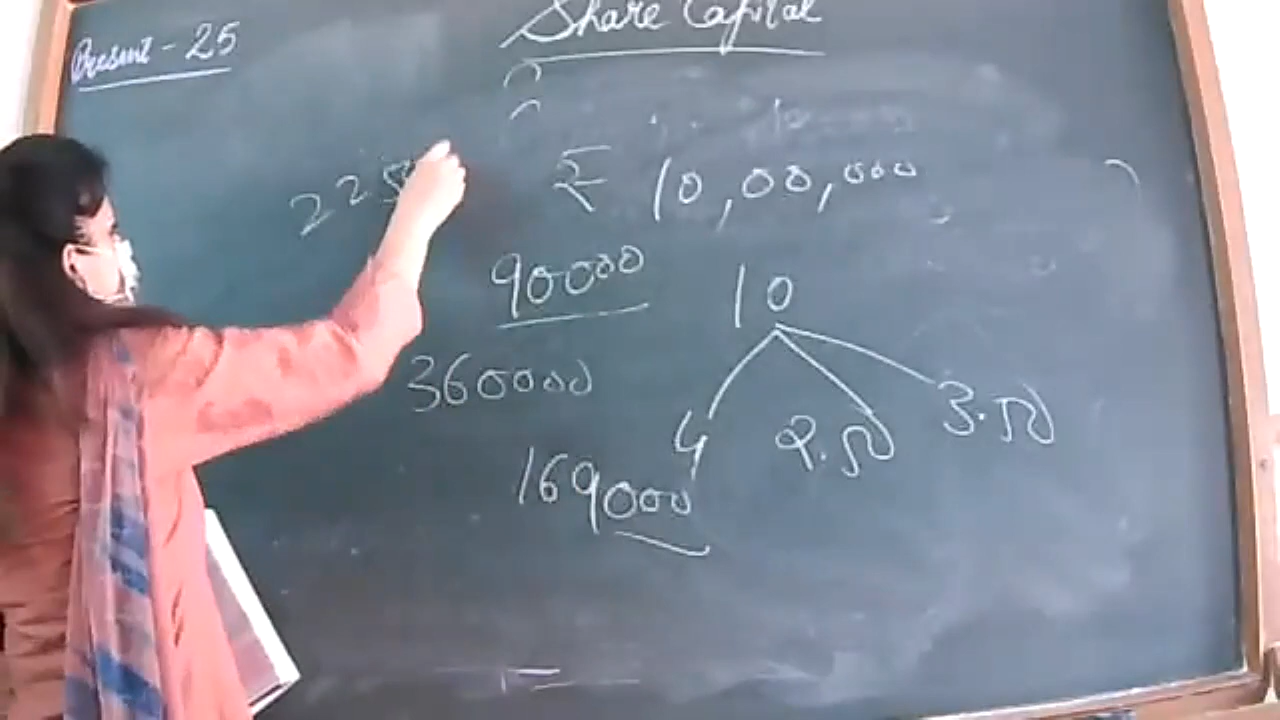 Share Capital
Present - 25
₹ 10,00,000
225
90000
10
360000
4 2.50 3.50
169000